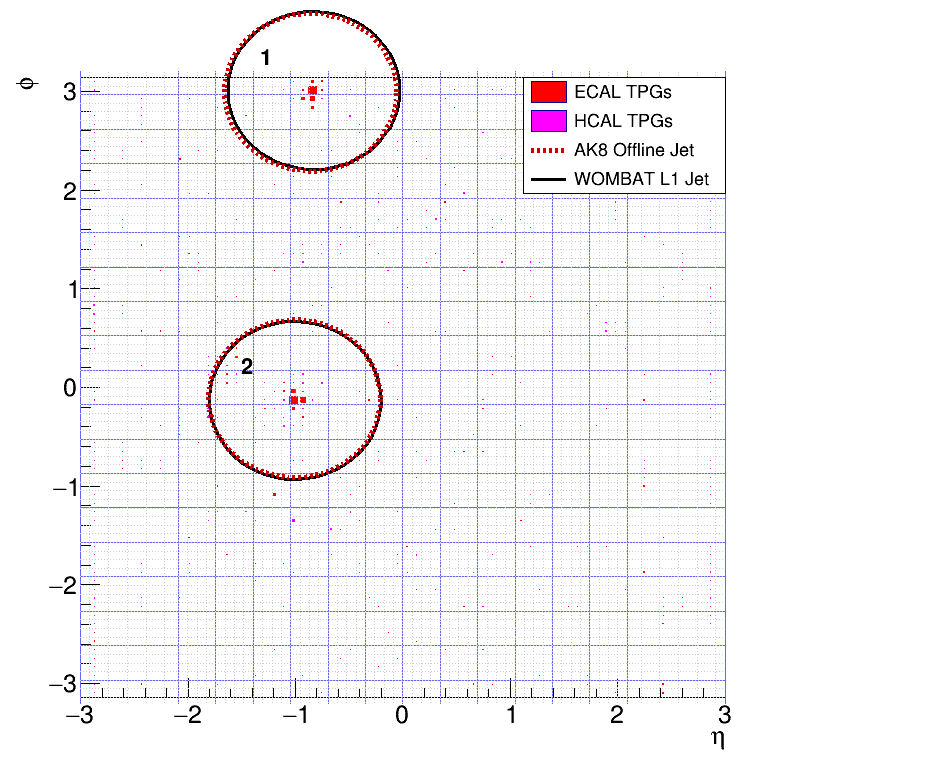 1
ϕ
3
ECAL TPGs
HCAL TPGs
AK8 Offline Jet
WOMBAT L1 Jet
2
1
2
0
−1
−2
−3
−3 −2 −1 0 1 2 3
η